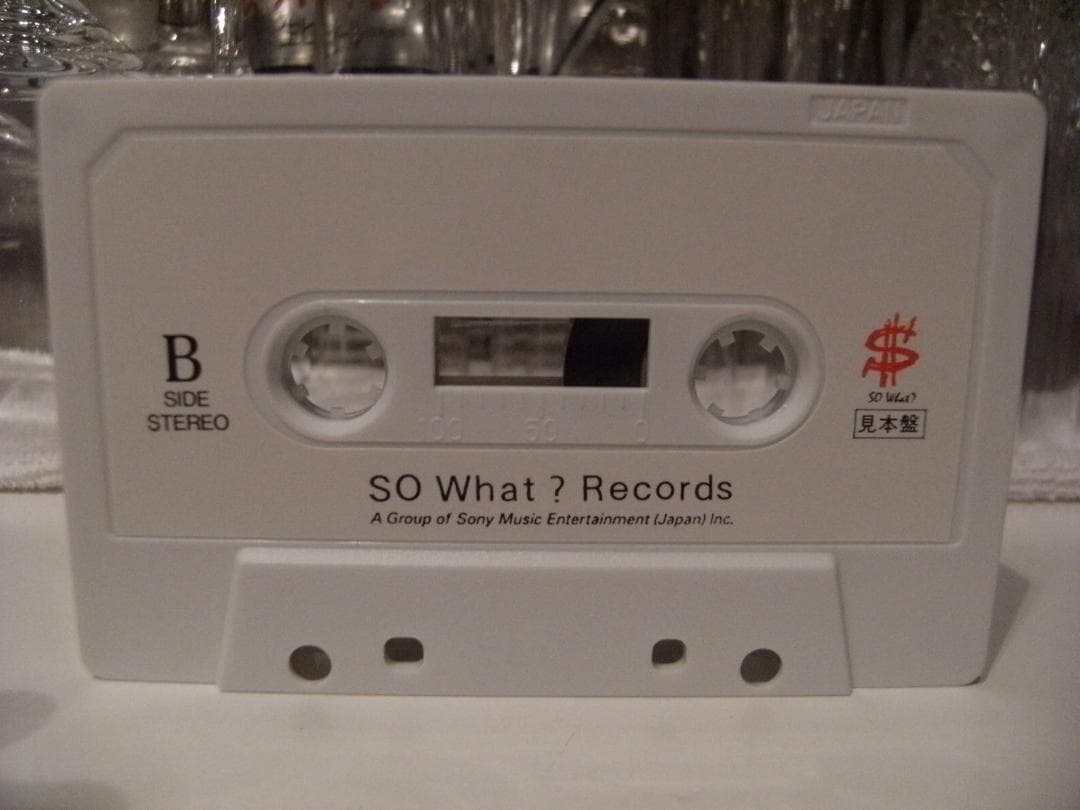 JAPAN
B
SIDE
STEREO
$
SO What?
見本盤
00 50 0
SO What ? Records
A Group of Sony Music Entertainment (Japan) Inc.